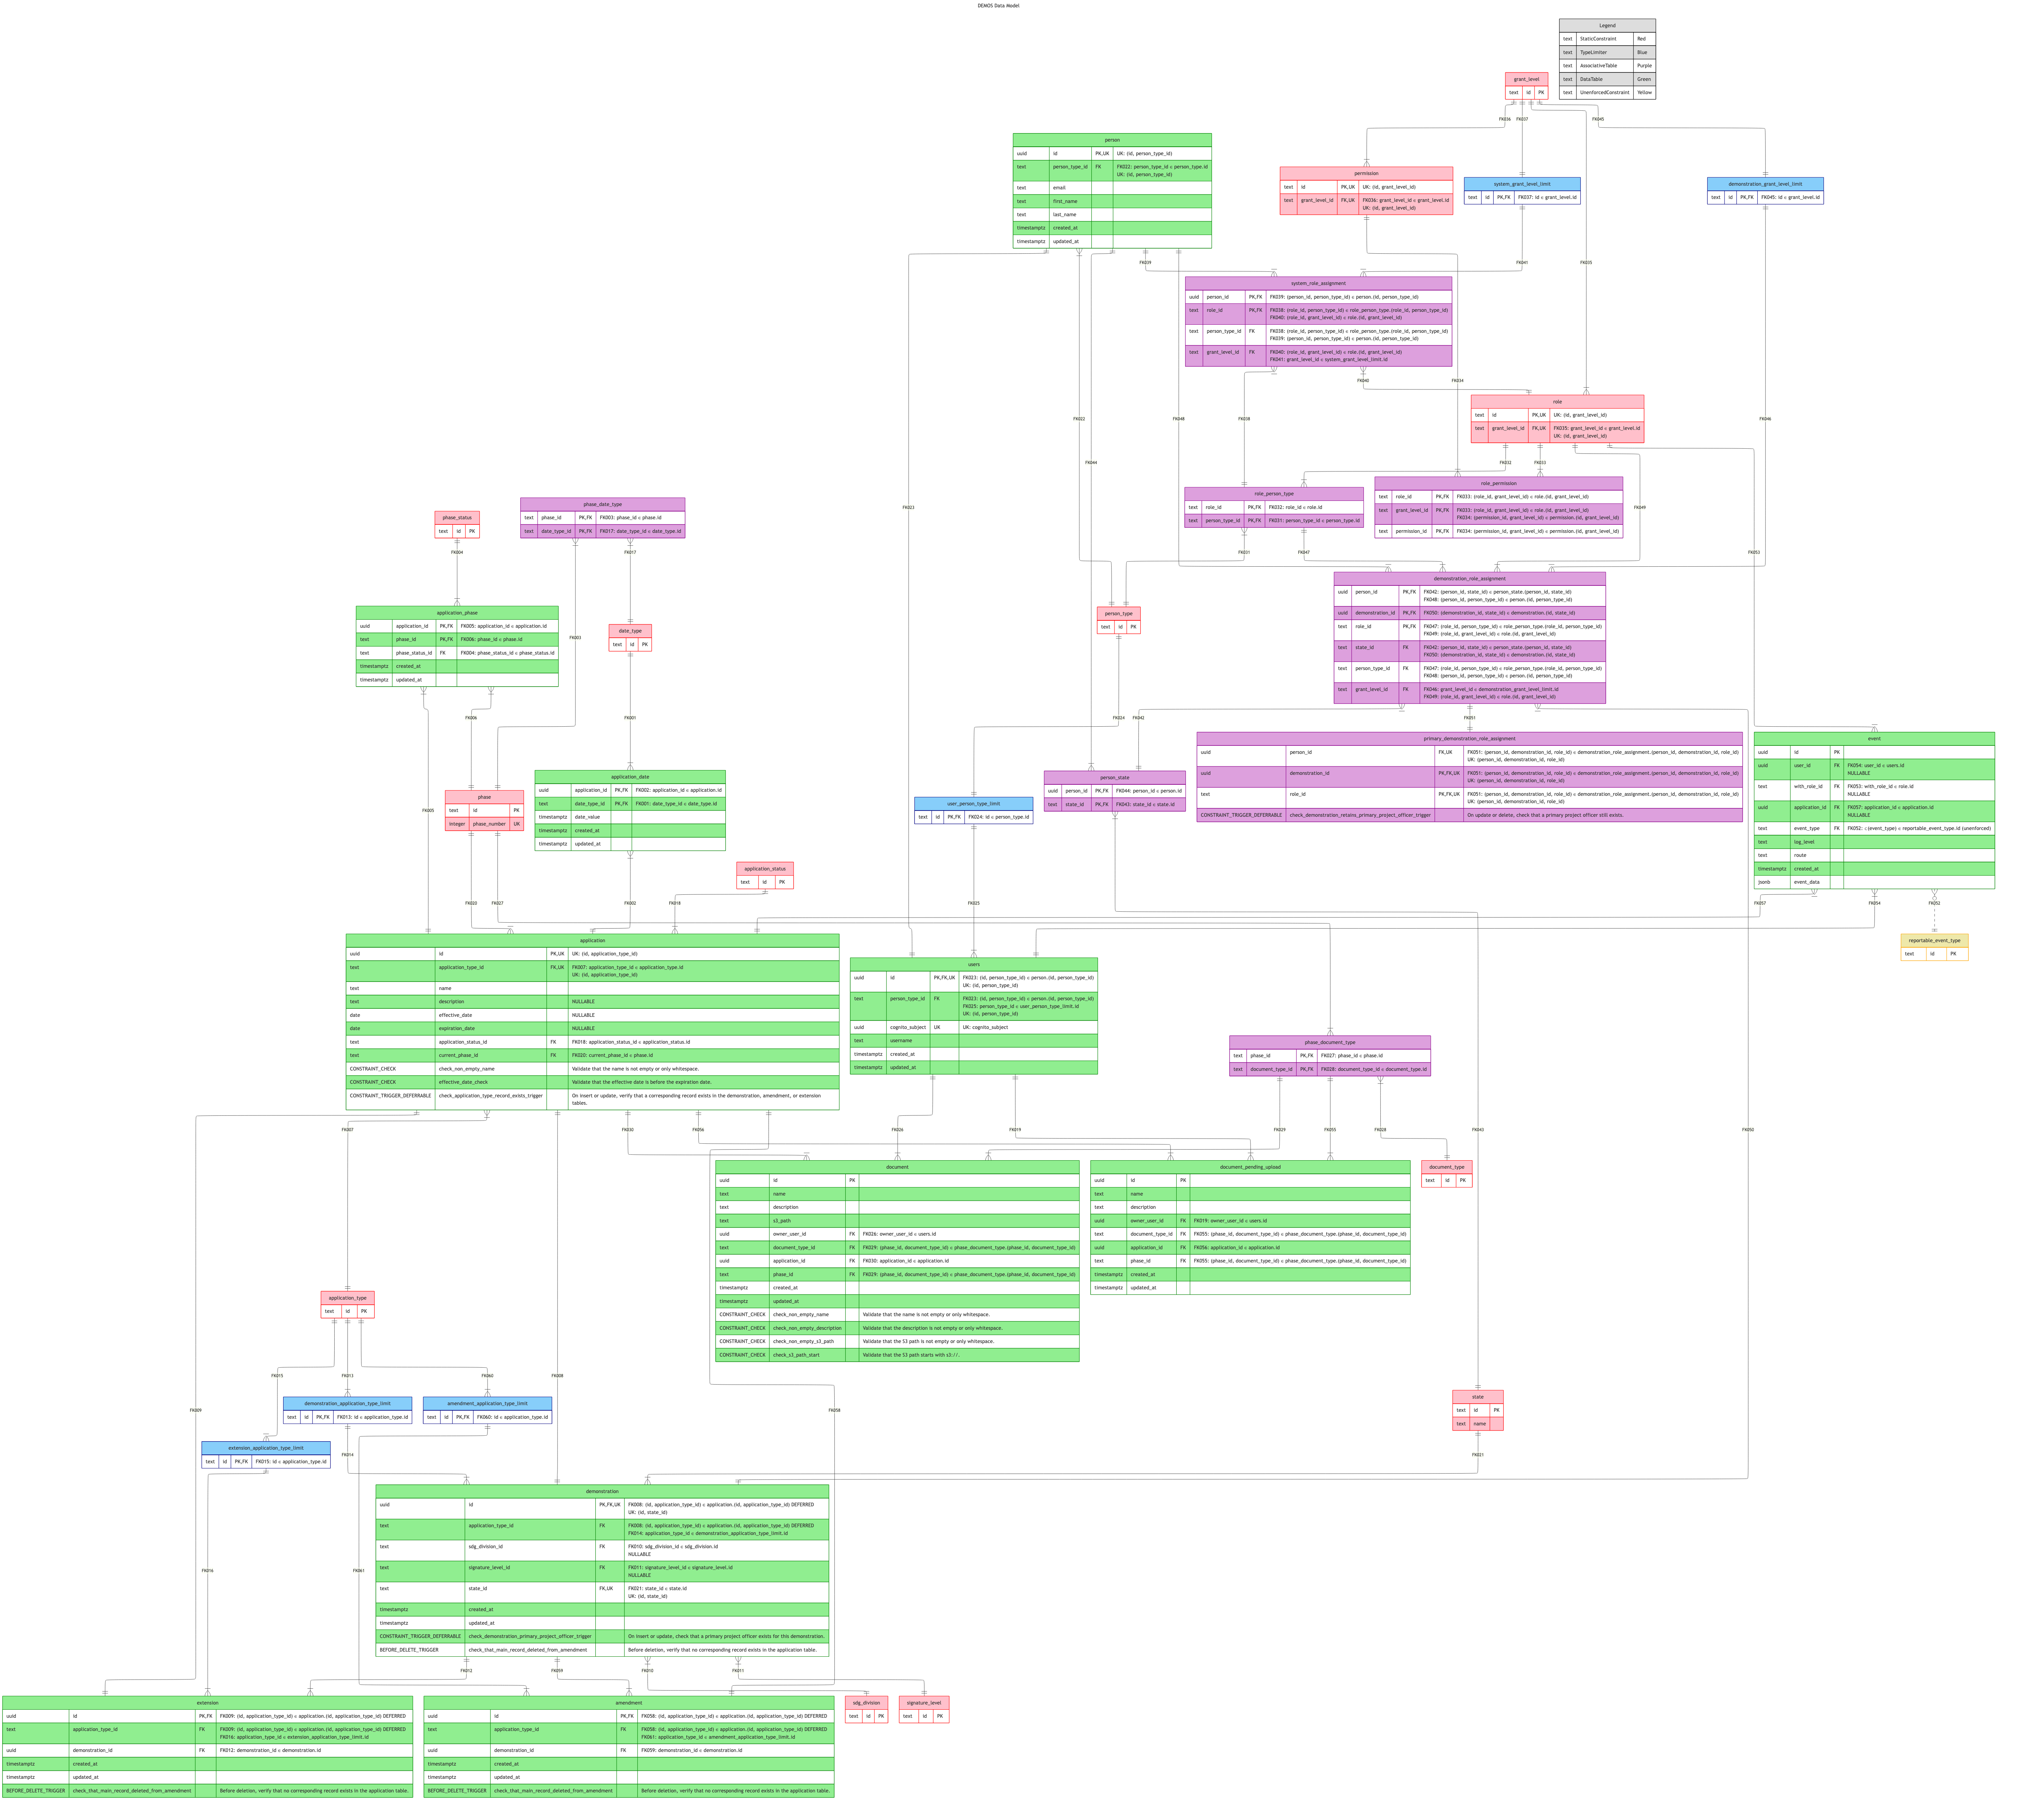 DEMOS Data Model
Legend
text StaticConstraint Red
text TypeLimiter Blue
text AssociativeTable Purple
text DataTable Green
text UnenforcedConstraint Yellow
grant_level
text id PK
FK036
FK037
FK045
person
uuid id PK,UK UK: (id, person_type_id)
text person_type_id FK FK022: person_type_id ∈ person_type.id
UK: (id, person_type_id)
text email
text first_name
text last_name
timestamptz created_at
timestamptz updated_at
permission
text id PK,UK UK: (id, grant_level_id)
text grant_level_id FK,UK FK036: grant_level_id ∈ grant_level.id
UK: (id, grant_level_id)
system_grant_level_limit
text id PK,FK FK037: id ∈ grant_level.id
demonstration_grant_level_limit
text id PK,FK FK045: id ∈ grant_level.id
FK039
FK041
FK035
system_role_assignment
uuid person_id PK,FK FK039: (person_id, person_type_id) ∈ person.(id, person_type_id)
text role_id PK,FK FK038: (role_id, person_type_id) ∈ role_person_type.(role_id, person_type_id)
FK040: (role_id, grant_level_id) ∈ role.(id, grant_level_id)
text person_type_id FK FK038: (role_id, person_type_id) ∈ role_person_type.(role_id, person_type_id)
FK039: (person_id, person_type_id) ∈ person.(id, person_type_id)
text grant_level_id FK FK040: (role_id, grant_level_id) ∈ role.(id, grant_level_id)
FK041: grant_level_id ∈ system_grant_level_limit.id
FK040
FK034
role
text id PK,UK UK: (id, grant_level_id)
text grant_level_id FK,UK FK035: grant_level_id ∈ grant_level.id
UK: (id, grant_level_id)
FK022
FK048
FK038
FK046
FK044
FK032
FK033
role_person_type
text role_id PK,FK FK032: role_id ∈ role.id
text person_type_id PK,FK FK031: person_type_id ∈ person_type.id
role_permission
text role_id PK,FK FK033: (role_id, grant_level_id) ∈ role.(id, grant_level_id)
text grant_level_id PK,FK FK033: (role_id, grant_level_id) ∈ role.(id, grant_level_id)
FK034: (permission_id, grant_level_id) ∈ permission.(id, grant_level_id)
text permission_id PK,FK FK034: (permission_id, grant_level_id) ∈ permission.(id, grant_level_id)
FK023
FK049
phase_status
text id PK
phase_date_type
text phase_id PK,FK FK003: phase_id ∈ phase.id
text date_type_id PK,FK FK017: date_type_id ∈ date_type.id
FK004
FK017
FK031
FK047
FK053
demonstration_role_assignment
uuid person_id PK,FK FK042: (person_id, state_id) ∈ person_state.(person_id, state_id)
FK048: (person_id, person_type_id) ∈ person.(id, person_type_id)
uuid demonstration_id PK,FK FK050: (demonstration_id, state_id) ∈ demonstration.(id, state_id)
text role_id PK,FK FK047: (role_id, person_type_id) ∈ role_person_type.(role_id, person_type_id)
FK049: (role_id, grant_level_id) ∈ role.(id, grant_level_id)
text state_id FK FK042: (person_id, state_id) ∈ person_state.(person_id, state_id)
FK050: (demonstration_id, state_id) ∈ demonstration.(id, state_id)
text person_type_id FK FK047: (role_id, person_type_id) ∈ role_person_type.(role_id, person_type_id)
FK048: (person_id, person_type_id) ∈ person.(id, person_type_id)
text grant_level_id FK FK046: grant_level_id ∈ demonstration_grant_level_limit.id
FK049: (role_id, grant_level_id) ∈ role.(id, grant_level_id)
application_phase
uuid application_id PK,FK FK005: application_id ∈ application.id
text phase_id PK,FK FK006: phase_id ∈ phase.id
text phase_status_id FK FK004: phase_status_id ∈ phase_status.id
timestamptz created_at
timestamptz updated_at
person_type
text id PK
date_type
text id PK
FK003
FK006
FK001
FK024
FK042
FK051
primary_demonstration_role_assignment
uuid person_id FK,UK FK051: (person_id, demonstration_id, role_id) ∈ demonstration_role_assignment.(person_id, demonstration_id, role_id)
UK: (person_id, demonstration_id, role_id)
uuid demonstration_id PK,FK,UK FK051: (person_id, demonstration_id, role_id) ∈ demonstration_role_assignment.(person_id, demonstration_id, role_id)
UK: (person_id, demonstration_id, role_id)
text role_id PK,FK,UK FK051: (person_id, demonstration_id, role_id) ∈ demonstration_role_assignment.(person_id, demonstration_id, role_id)
UK: (person_id, demonstration_id, role_id)
CONSTRAINT_TRIGGER_DEFERRABLE check_demonstration_retains_primary_project_officer_trigger On update or delete, check that a primary project officer still exists.
event
uuid id PK
uuid user_id FK FK054: user_id ∈ users.id
NULLABLE
text with_role_id FK FK053: with_role_id ∈ role.id
NULLABLE
uuid application_id FK FK057: application_id ∈ application.id
NULLABLE
text event_type FK FK052: ⊂(event_type) ∈ reportable_event_type.id (unenforced)
text log_level
text route
timestamptz created_at
jsonb event_data
application_date
uuid application_id PK,FK FK002: application_id ∈ application.id
text date_type_id PK,FK FK001: date_type_id ∈ date_type.id
timestamptz date_value
timestamptz created_at
timestamptz updated_at
person_state
uuid person_id PK,FK FK044: person_id ∈ person.id
text state_id PK,FK FK043: state_id ∈ state.id
phase
text id PK
integer phase_number UK
user_person_type_limit
text id PK,FK FK024: id ∈ person_type.id
FK005
application_status
text id PK
FK020
FK027
FK002
FK018
FK025
FK057
FK054
FK052
reportable_event_type
text id PK
application
uuid id PK,UK UK: (id, application_type_id)
text application_type_id FK,UK FK007: application_type_id ∈ application_type.id
UK: (id, application_type_id)
text name
text description NULLABLE
date effective_date NULLABLE
date expiration_date NULLABLE
text application_status_id FK FK018: application_status_id ∈ application_status.id
text current_phase_id FK FK020: current_phase_id ∈ phase.id
CONSTRAINT_CHECK check_non_empty_name Validate that the name is not empty or only whitespace.
CONSTRAINT_CHECK effective_date_check Validate that the effective date is before the expiration date.
CONSTRAINT_TRIGGER_DEFERRABLE check_application_type_record_exists_trigger On insert or update, verify that a corresponding record exists in the demonstration, amendment, or extension
tables.
users
uuid id PK,FK,UK FK023: (id, person_type_id) ∈ person.(id, person_type_id)
UK: (id, person_type_id)
text person_type_id FK FK023: (id, person_type_id) ∈ person.(id, person_type_id)
FK025: person_type_id ∈ user_person_type_limit.id
UK: (id, person_type_id)
uuid cognito_subject UK UK: cognito_subject
text username
timestamptz created_at
timestamptz updated_at
phase_document_type
text phase_id PK,FK FK027: phase_id ∈ phase.id
text document_type_id PK,FK FK028: document_type_id ∈ document_type.id
FK007
FK030
FK056
FK026
FK019
FK029
FK055
FK028
FK043
FK050
document
uuid id PK
text name
text description
text s3_path
uuid owner_user_id FK FK026: owner_user_id ∈ users.id
text document_type_id FK FK029: (phase_id, document_type_id) ∈ phase_document_type.(phase_id, document_type_id)
uuid application_id FK FK030: application_id ∈ application.id
text phase_id FK FK029: (phase_id, document_type_id) ∈ phase_document_type.(phase_id, document_type_id)
timestamptz created_at
timestamptz updated_at
CONSTRAINT_CHECK check_non_empty_name Validate that the name is not empty or only whitespace.
CONSTRAINT_CHECK check_non_empty_description Validate that the description is not empty or only whitespace.
CONSTRAINT_CHECK check_non_empty_s3_path Validate that the S3 path is not empty or only whitespace.
CONSTRAINT_CHECK check_s3_path_start Validate that the S3 path starts with s3://.
document_pending_upload
uuid id PK
text name
text description
uuid owner_user_id FK FK019: owner_user_id ∈ users.id
text document_type_id FK FK055: (phase_id, document_type_id) ∈ phase_document_type.(phase_id, document_type_id)
uuid application_id FK FK056: application_id ∈ application.id
text phase_id FK FK055: (phase_id, document_type_id) ∈ phase_document_type.(phase_id, document_type_id)
timestamptz created_at
timestamptz updated_at
document_type
text id PK
application_type
text id PK
FK015
FK013
FK060
FK008
FK009
FK058
demonstration_application_type_limit
text id PK,FK FK013: id ∈ application_type.id
amendment_application_type_limit
text id PK,FK FK060: id ∈ application_type.id
state
text id PK
text name
extension_application_type_limit
text id PK,FK FK015: id ∈ application_type.id
FK014
FK021
FK016
FK061
demonstration
uuid id PK,FK,UK FK008: (id, application_type_id) ∈ application.(id, application_type_id) DEFERRED
UK: (id, state_id)
text application_type_id FK FK008: (id, application_type_id) ∈ application.(id, application_type_id) DEFERRED
FK014: application_type_id ∈ demonstration_application_type_limit.id
text sdg_division_id FK FK010: sdg_division_id ∈ sdg_division.id
NULLABLE
text signature_level_id FK FK011: signature_level_id ∈ signature_level.id
NULLABLE
text state_id FK,UK FK021: state_id ∈ state.id
UK: (id, state_id)
timestamptz created_at
timestamptz updated_at
CONSTRAINT_TRIGGER_DEFERRABLE check_demonstration_primary_project_officer_trigger On insert or update, check that a primary project officer exists for this demonstration.
BEFORE_DELETE_TRIGGER check_that_main_record_deleted_from_amendment Before deletion, verify that no corresponding record exists in the application table.
FK012
FK059
FK010
FK011
extension
uuid id PK,FK FK009: (id, application_type_id) ∈ application.(id, application_type_id) DEFERRED
text application_type_id FK FK009: (id, application_type_id) ∈ application.(id, application_type_id) DEFERRED
FK016: application_type_id ∈ extension_application_type_limit.id
uuid demonstration_id FK FK012: demonstration_id ∈ demonstration.id
timestamptz created_at
timestamptz updated_at
BEFORE_DELETE_TRIGGER check_that_main_record_deleted_from_amendment Before deletion, verify that no corresponding record exists in the application table.
amendment
uuid id PK,FK FK058: (id, application_type_id) ∈ application.(id, application_type_id) DEFERRED
text application_type_id FK FK058: (id, application_type_id) ∈ application.(id, application_type_id) DEFERRED
FK061: application_type_id ∈ amendment_application_type_limit.id
uuid demonstration_id FK FK059: demonstration_id ∈ demonstration.id
timestamptz created_at
timestamptz updated_at
BEFORE_DELETE_TRIGGER check_that_main_record_deleted_from_amendment Before deletion, verify that no corresponding record exists in the application table.
sdg_division
text id PK
signature_level
text id PK